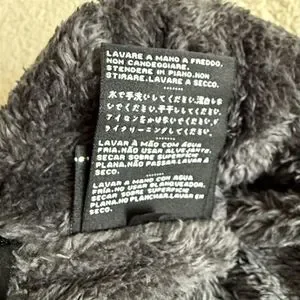 LAVARE A MANO A FREDDO.
NON CANDEGGIARE.
STENDERE IN PIANO.NON
STIRARE.LAVARE A SECCO.
水で手洗いしてください.漂白しな
いでください.平干ししてください.
アイロンをかけないでください.ド
ライクリーニングしてください.
LAVAR À MÃO COM ÁGUA
FRIA.NÃO USAR ALVEJANTE.
SECAR SOBRE SUPERFÍCIE
PLANA.NÃO PASSAR.LAVAR A
SECO.
LAVAR A MANO CON AGUA
FRÍA.NO USAR BLANQUEADOR.
SECAR SOBRE SUPERFICIE
PLANA.NO PLANCHAR.LAVAR EN
SECO.